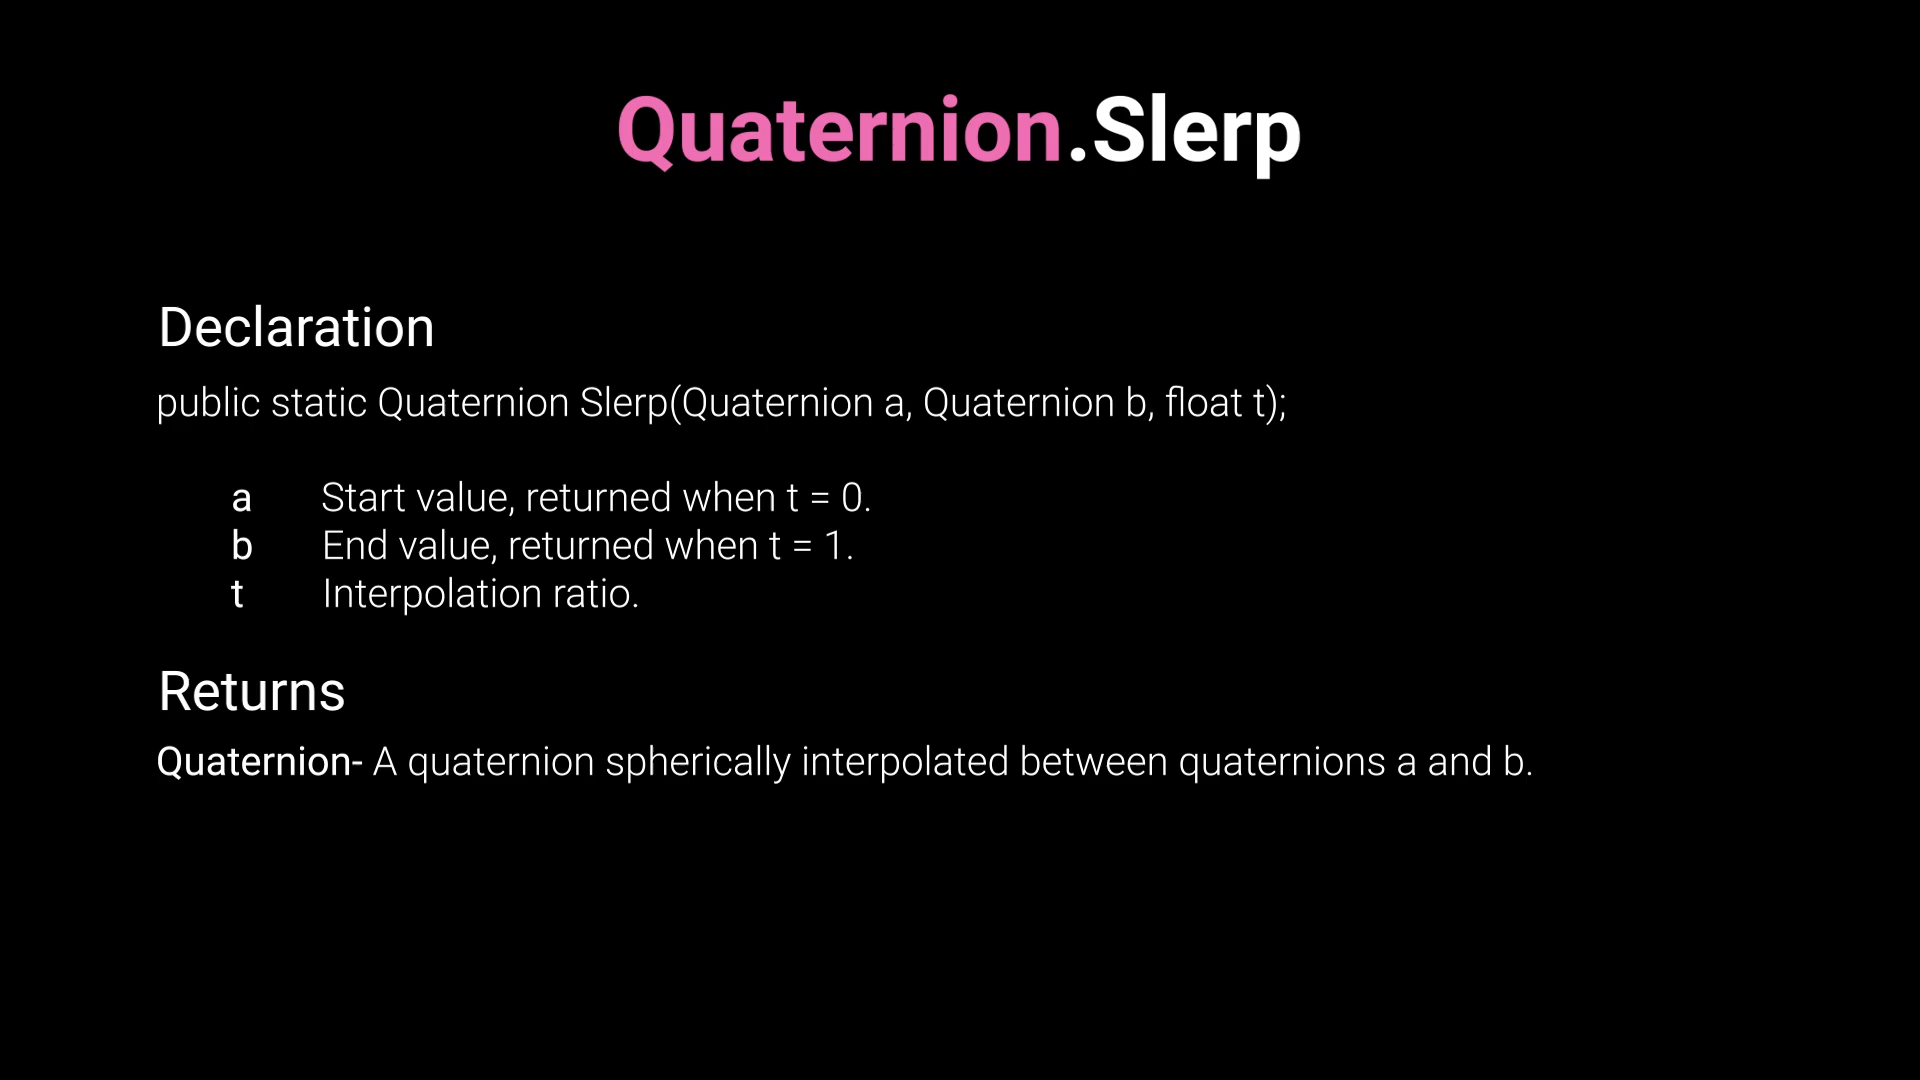 Quaternion.Slerp
Declaration
public static Quaternion Slerp(Quaternion a, Quaternion b, float t);
a Start value, returned when t = 0.
b End value, returned when t = 1.
t Interpolation ratio.
Returns
Quaternion- A quaternion spherically interpolated between quaternions a and b.